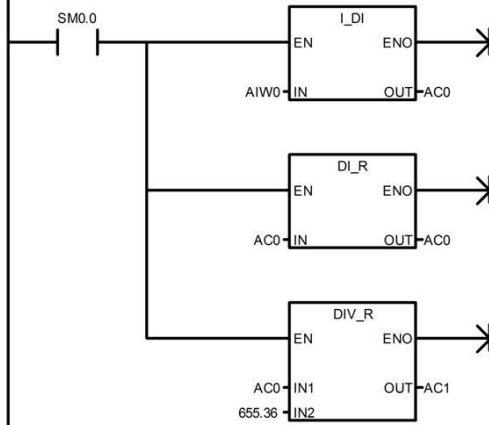 SM0.0
I_DI
EN ENO
AIW0 IN OUT AC0
DI_R
EN ENO
AC0 IN OUT AC0
DIV_R
EN ENO
AC0 IN1 OUT AC1
655.36 IN2